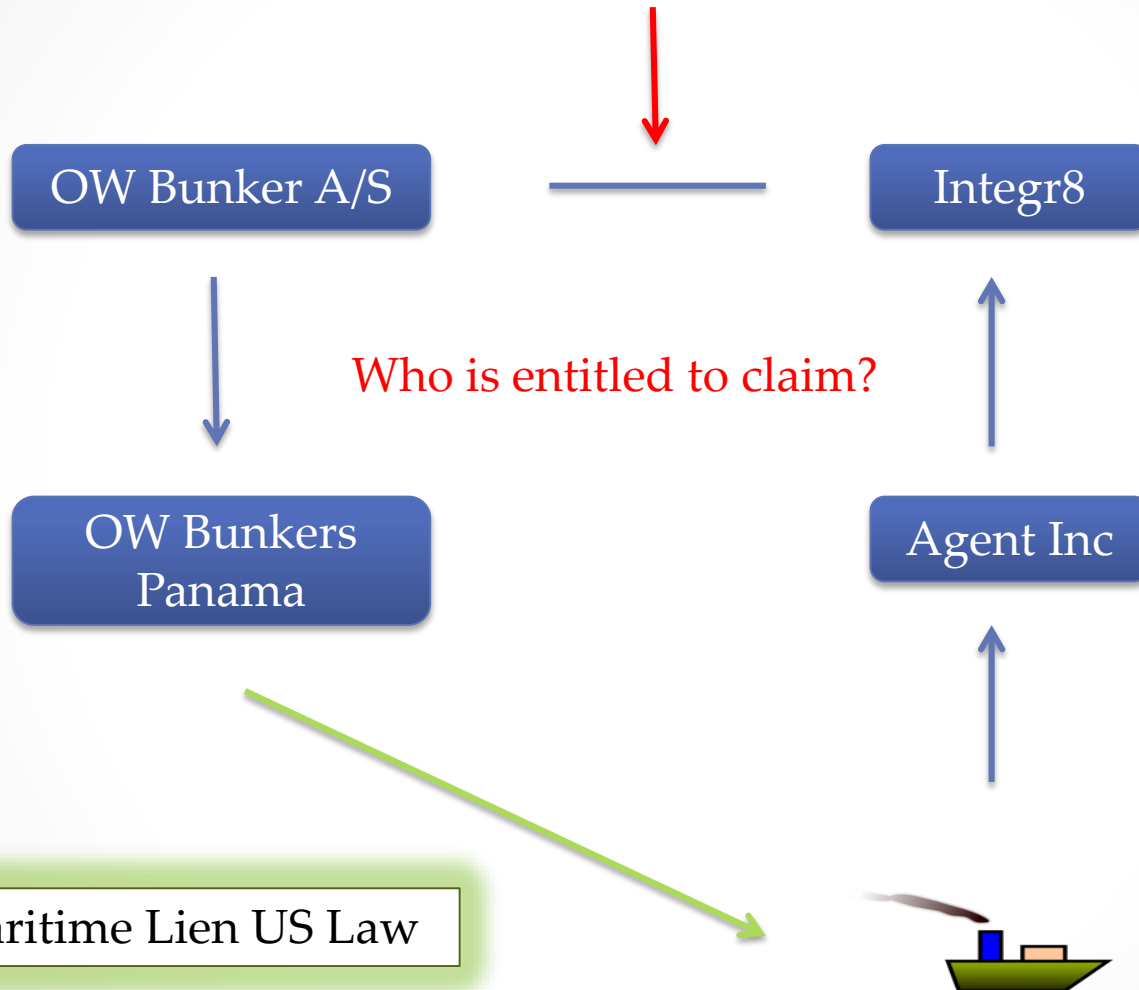 OW Bunker A/S
Integr8
Who is entitled to claim?
OW Bunkers
Panama
Agent Inc
aritime Lien US Law